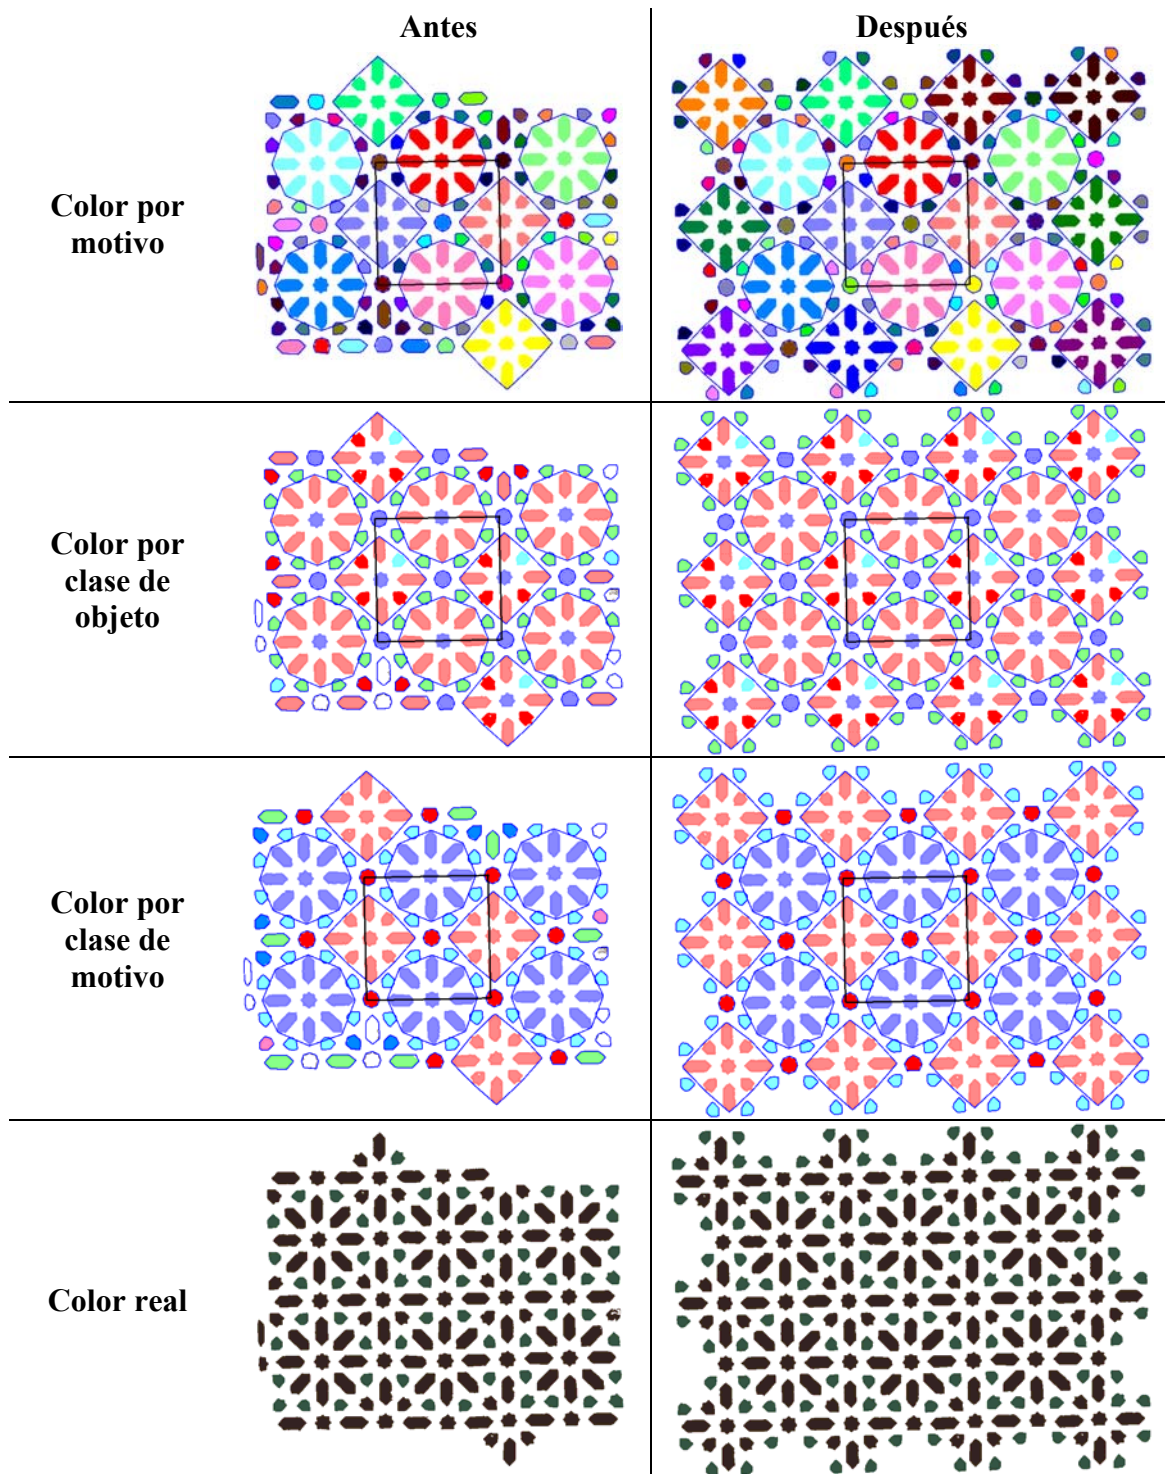 Antes
Después
Color por
motivo
Color por
clase de
objeto
Color por
clase de
motivo
Color real